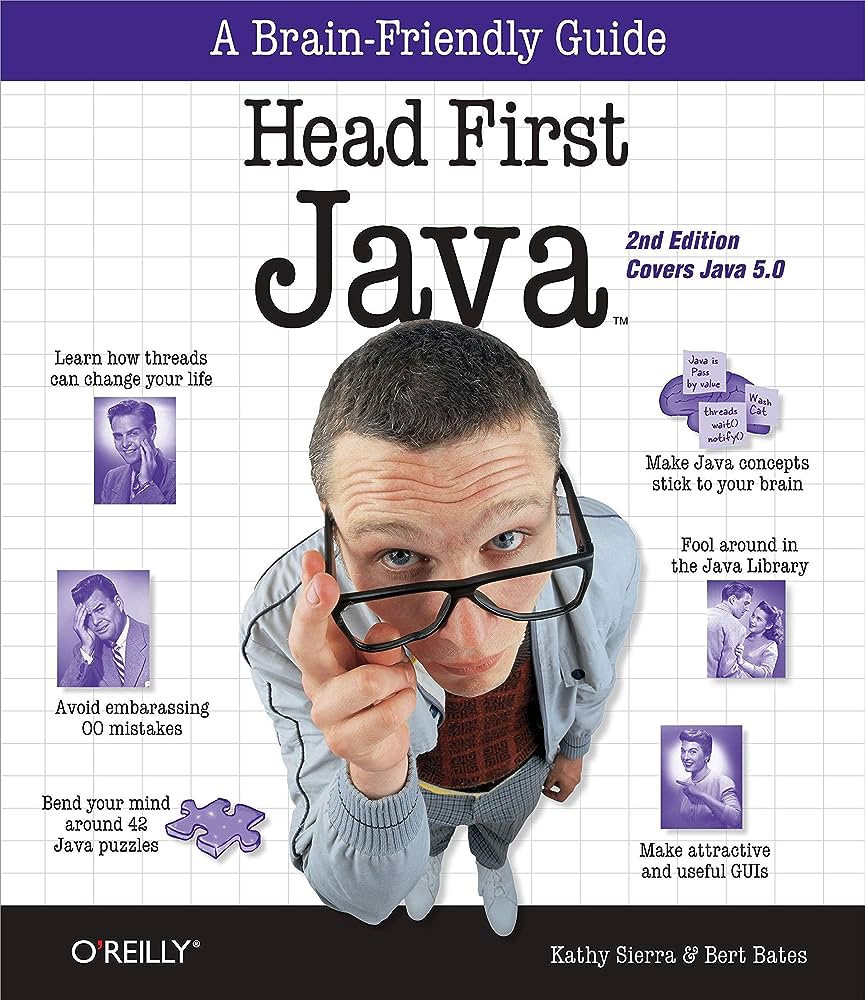 A Brain-Friendly Guide
Head First
Java™
2nd Edition
Covers Java 5.0
Learn how threads
can change your life
Java is
Pass
by value
Wash
Cat
threads
wait()
notify()
Make Java concepts
stick to your brain
Fool around in
the Java Library
Avoid embarassing
OO mistakes
Bend your mind
around 42
Java puzzles
Make attractive
and useful GUIs
O'REILLY®
Kathy Sierra & Bert Bates